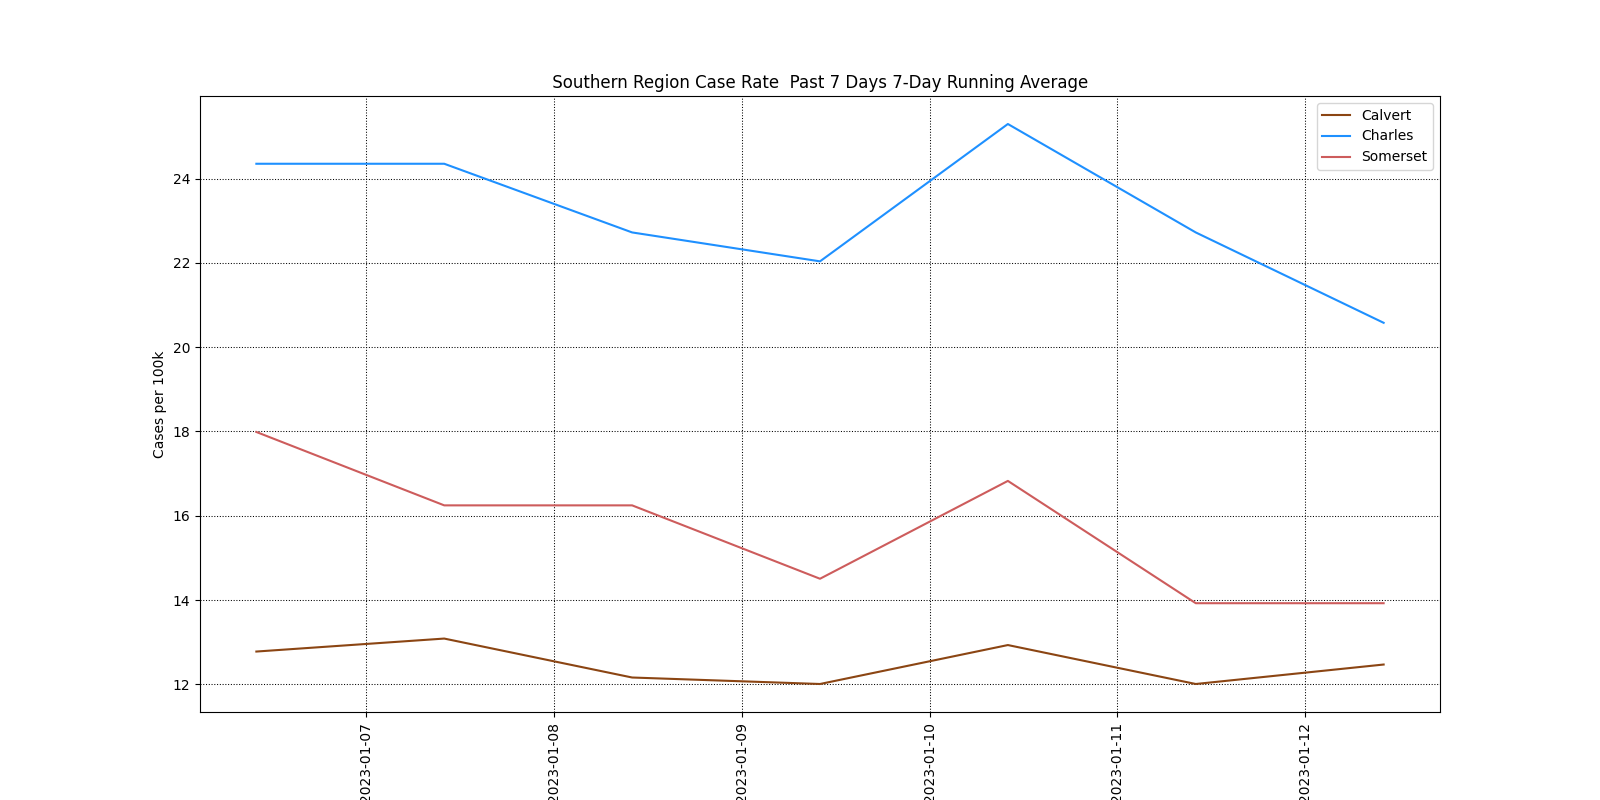 Southern Region Case Rate  Past 7 Days 7-Day Running Average
Calvert
Charles
Somerset
Cases per 100k
24
22
20
18
16
14
12
2023-01-07
2023-01-08
2023-01-09
2023-01-10
2023-01-11
2023-01-12